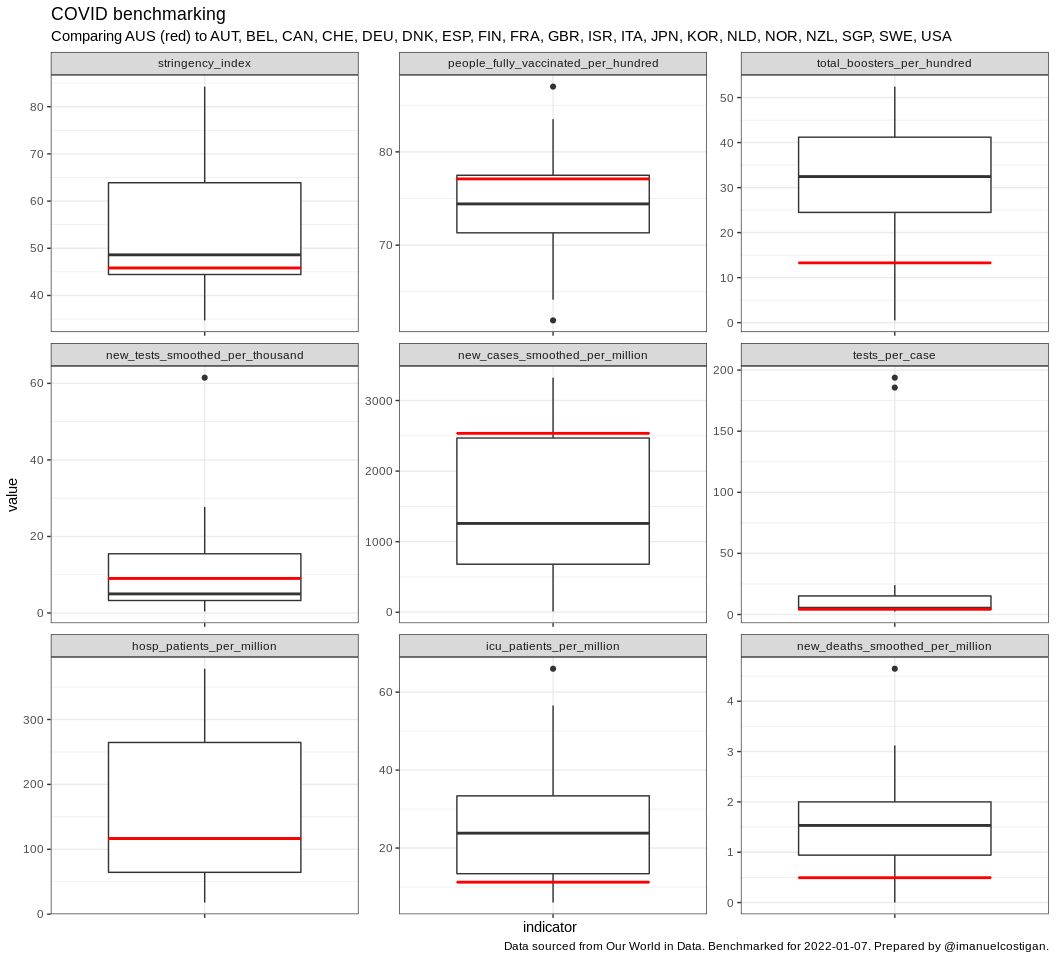 COVID benchmarking
Comparing AUS (red) to AUT, BEL, CAN, CHE, DEU, DNK, ESP, FIN, FRA, GBR, ISR, ITA, JPN, KOR, NLD, NOR, NZL, SGP, SWE, USA
stringency_index
80
70
60
50
40
people_fully_vaccinated_per_hundred
80
70
total_boosters_per_hundred
50
40
30
20
10
0
new_tests_smoothed_per_thousand
60
40
20
0
new_cases_smoothed_per_million
3000
2000
1000
0
tests_per_case
200
150
100
50
0
value
hosp_patients_per_million
300
200
100
0
icu_patients_per_million
60
40
20
new_deaths_smoothed_per_million
4
3
2
1
0
indicator
Data sourced from Our World in Data. Benchmarked for 2022-01-07. Prepared by @imanuelcostigan.